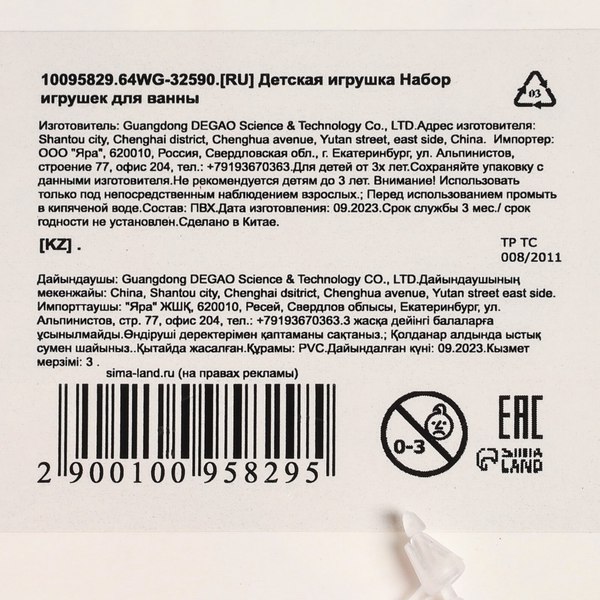 10095829.64WG-32590.[RU] Детская игрушка Набор
игрушек для ванны
03
Изготовитель: Guangdong DEGAO Science & Technology Co., LTD.Адрес изготовителя:
Shantou city, Chenghai district, Chenghua avenue, Yutan street, east side, China. Импортер:
ООО "Яра", 620010, Россия, Свердловская обл., г. Екатеринбург, ул. Альпинистов,
строение 77, офис 204, тел.: +79193670363.Для детей от 3х лет.Сохраняйте упаковку с
данными изготовителя.Не рекомендуется детям до 3 лет. Внимание! Использовать
только под непосредственным наблюдением взрослых.; Перед использованием промыть
в кипяченой воде.Состав: ПВХ.Дата изготовления: 09.2023.Срок службы 3 мес./ срок
годности не установлен.Сделано в Китае.
[KZ] .
ТР ТС
008/2011
Дайындаушы: Guangdong DEGAO Science & Technology CO., LTD.Дайындаушының
мекенжайы: China, Shantou city, Chenghai dsitrict, Chenghua avenue, Yutan street east side.
Импорттаушы: "Яра" ЖШҚ, 620010, Ресей, Свердлов облысы, Екатеринбург, ул.
Альпинистов, стр. 77, офис 204, тел.: +79193670363.3 жасқа дейінгі балаларға
ұсынылмайды.Өндіруші деректерімен қаптаманы сақтаңыз.; Қолданар алдында ыстық
сумен шайыңыз..Қытайда жасалған.Құрамы: PVC.Дайындалған күні: 09.2023.Кызмет
мерзімі: 3 .
sima-land.ru (на правах рекламы)
2 900100 958295
0-3
EAC
SIMA
LAND